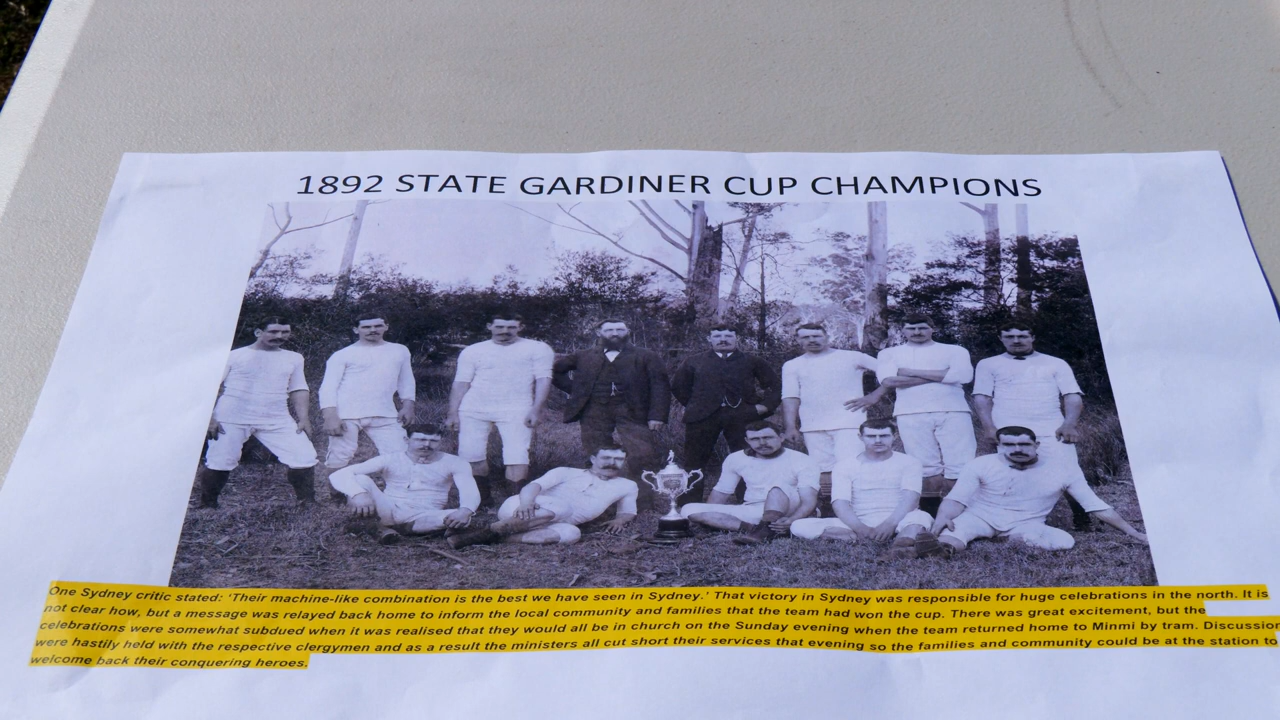 1892 STATE GARDINER CUP CHAMPIONS
One Sydney critic stated: 'Their machine-like combination is the best we have seen in Sydney.' That victory in Sydney was responsible for huge celebrations in the north. It is
not clear how, but a message was relayed back home to inform the local community and families that the team had won the cup. There was great excitement, but the
celebrations were somewhat subdued when it was realised that they would all be in church on the Sunday evening when the team returned home to Minmi by tram. Discussion
were hastily held with the respective clergymen and as a result the ministers all cut short their services that evening so the families and community could be at the station to
welcome back their conquering heroes.